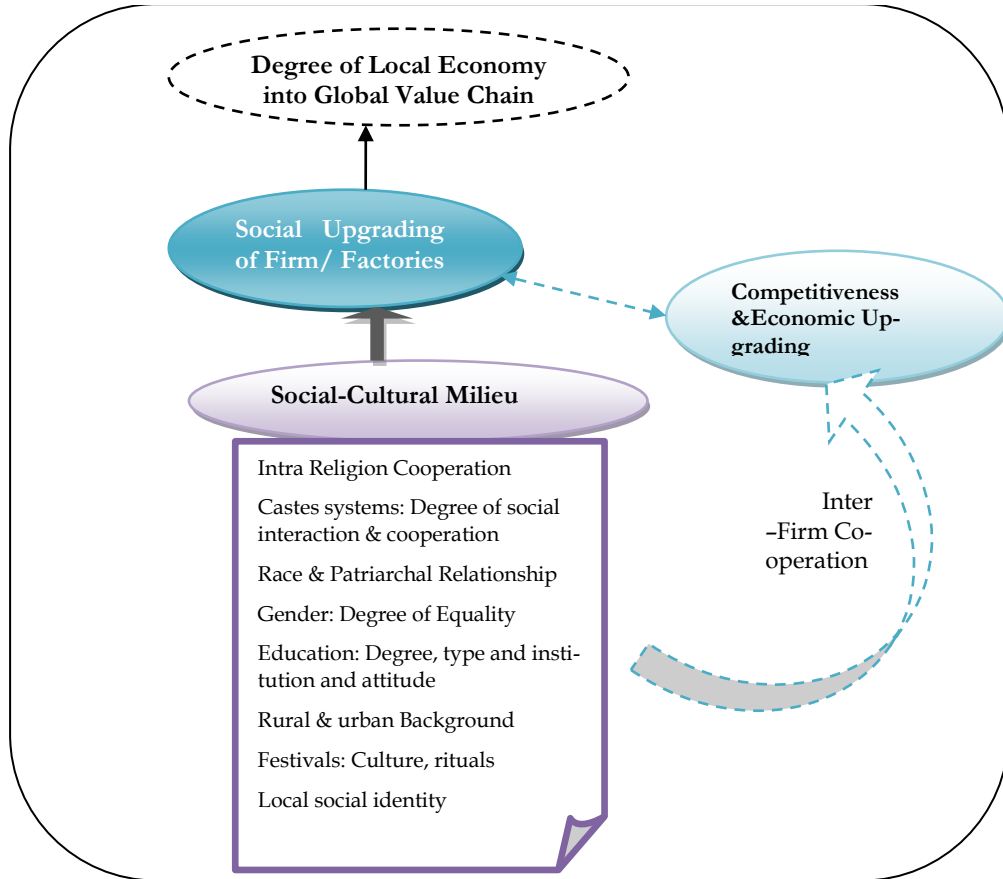 Degree of Local Economy
into Global Value Chain
Social Upgrading
of Firm/ Factories
Competitiveness
&Economic Up-
grading
Social-Cultural Milieu
Intra Religion Cooperation
Castes systems: Degree of social
interaction & cooperation
Race & Patriarchal Relationship
Gender: Degree of Equality
Education: Degree, type and insti-
tution and attitude
Rural & urban Background
Festivals: Culture, rituals
Local social identity
Inter
–Firm Co-
operation